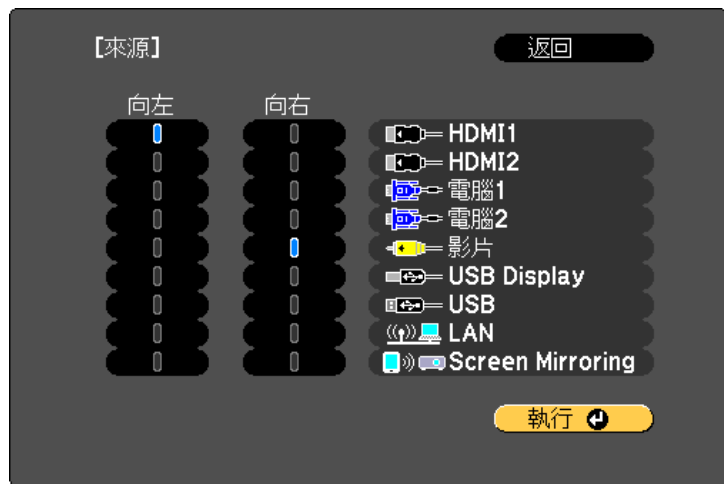 [來源]
返回
向左 向右
HDMI1
HDMI2
電腦1
電腦2
影片
USB Display
USB
LAN
Screen Mirroring
執行